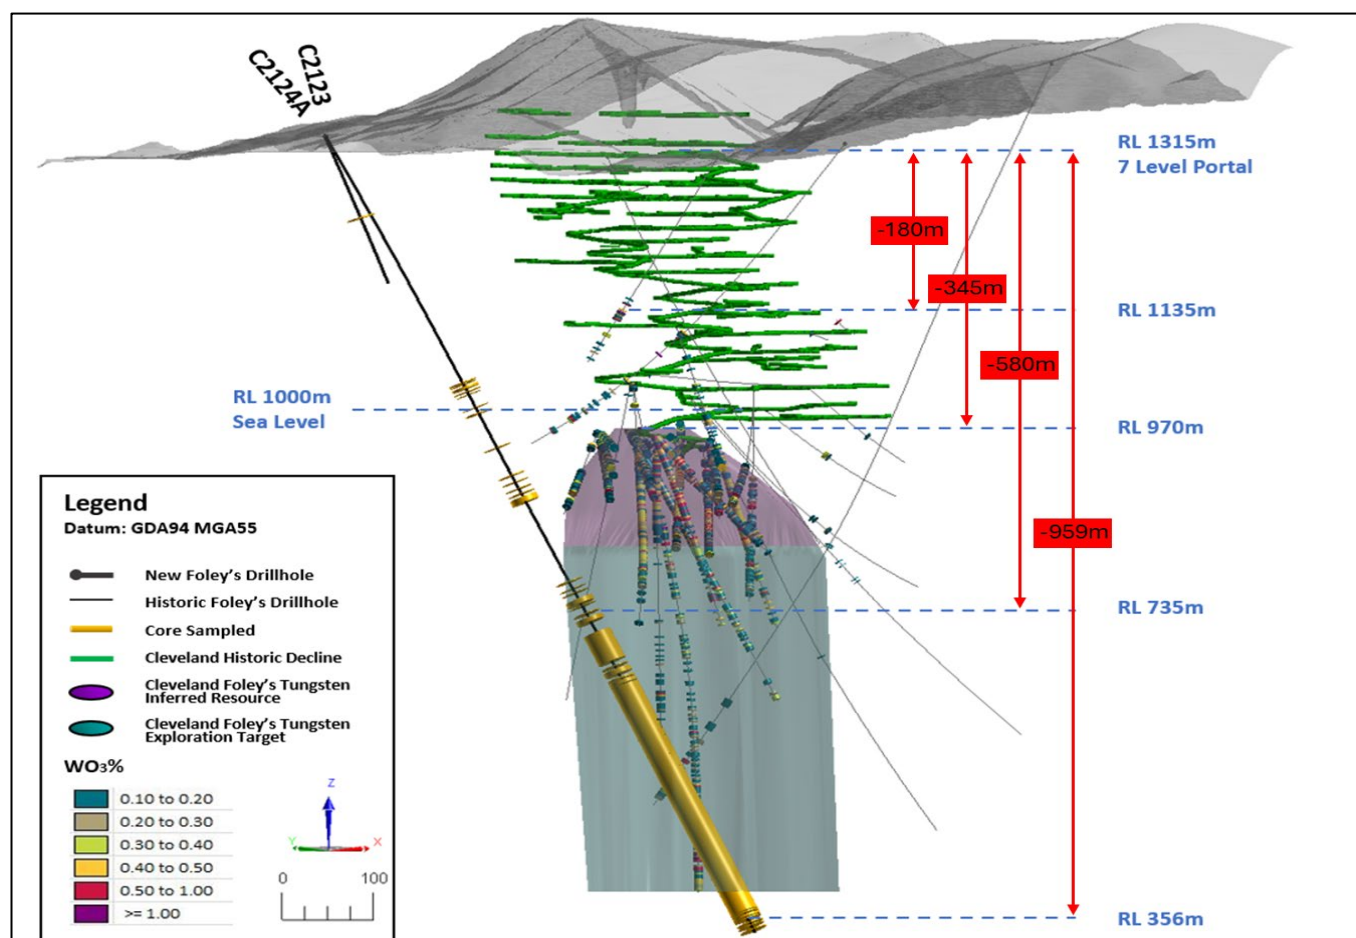 C2123
C2124A
RL 1315m
7 Level Portal
-180m
-345m
RL 1135m
-580m
RL 1000m
Sea Level
RL 970m
-959m
RL 735m
RL 356m
Legend
Datum: GDA94 MGA55
New Foley's Drillhole
Historic Foley's Drillhole
Core Sampled
Cleveland Historic Decline
Cleveland Foley's Tungsten
Inferred Resource
Cleveland Foley's Tungsten
Exploration Target
WO₃%
0.10 to 0.20
0.20 to 0.30
0.30 to 0.40
0.40 to 0.50
0.50 to 1.00
>= 1.00
Z
Y
X
0 100